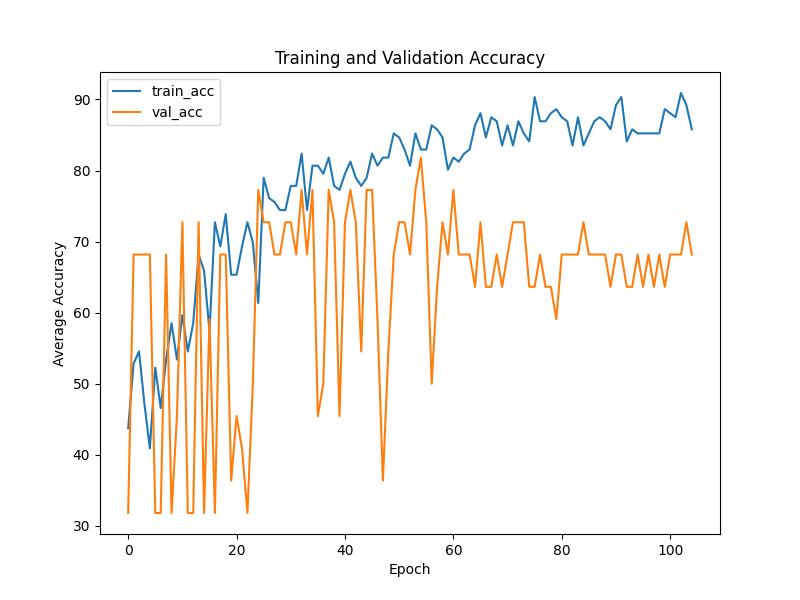 Training and Validation Accuracy
train_acc
val_acc
Average Accuracy
90
80
70
60
50
40
30
0 20 40 60 80 100
Epoch